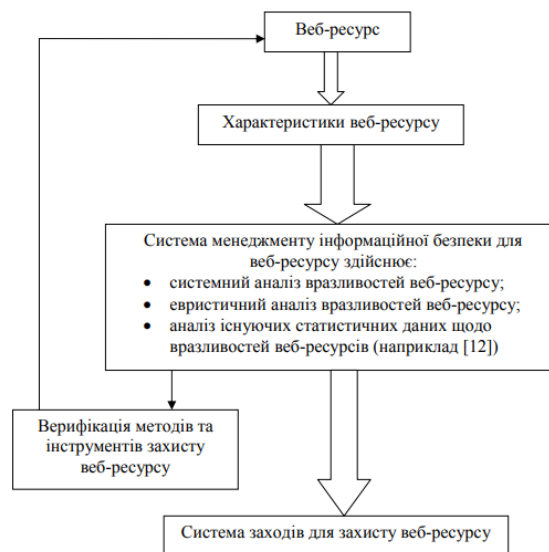 Веб-ресурс
Характеристики веб-ресурсу
Система менеджменту інформаційної безпеки для
веб-ресурсу здійснює:
• системний аналіз вразливостей веб-ресурсу;
• евристичний аналіз вразливостей веб-ресурсу;
• аналіз існуючих статистичних даних щодо
вразливостей веб-ресурсів (наприклад [12])
Верифікація методів та
інструментів захисту
веб-ресурсу
Система заходів для захисту веб-ресурсу